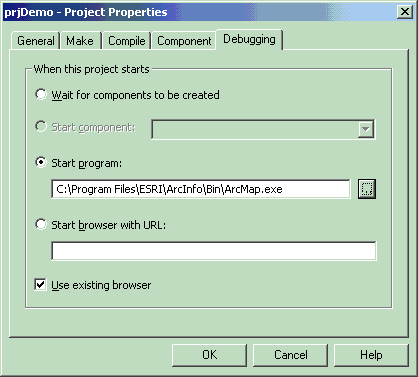 prjDemo - Project Properties
General Make Compile Component Debugging
When this project starts
Wait for components to be created
Start component:
Start program:
C:\Program Files\ESRI\ArcInfo\Bin\ArcMap.exe ...
Start browser with URL:
Use existing browser
OK Cancel Help